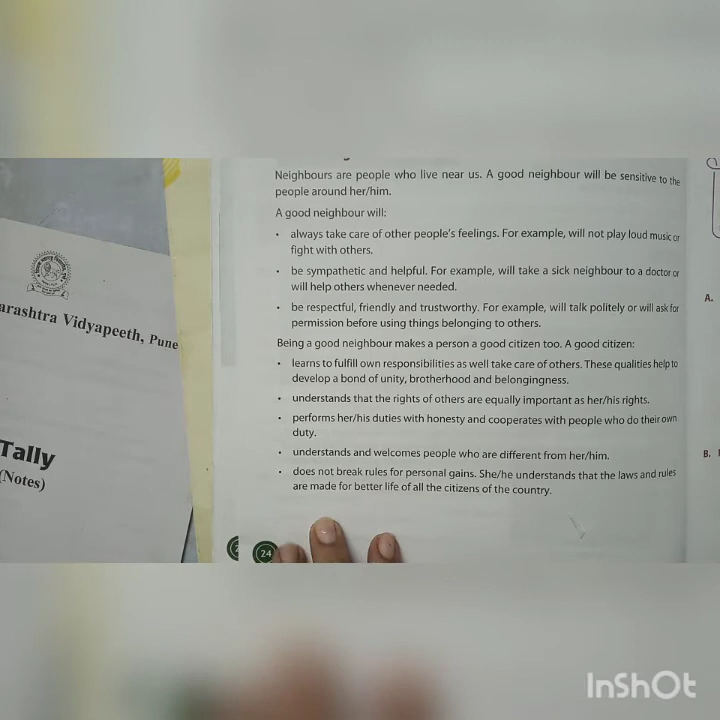 arashtra Vidyapeeth, Pune
Tally
(Notes)
Neighbours are people who live near us. A good neighbour will be sensitive to the
people around her/him.
A good neighbour will:
• always take care of other people's feelings. For example, will not play loud music or
fight with others.
• be sympathetic and helpful. For example, will take a sick neighbour to a doctor or
will help others whenever needed.
• be respectful, friendly and trustworthy. For example, will talk politely or will ask for
permission before using things belonging to others.
Being a good neighbour makes a person a good citizen too. A good citizen:
• learns to fulfill own responsibilities as well take care of others. These qualities help to
develop a bond of unity, brotherhood and belongingness.
• understands that the rights of others are equally important as her/his rights.
• performs her/his duties with honesty and cooperates with people who do their own
duty.
• understands and welcomes people who are different from her/him.
• does not break rules for personal gains. She/he understands that the laws and rules
are made for better life of all the citizens of the country.
24
A.
B.
InShOt